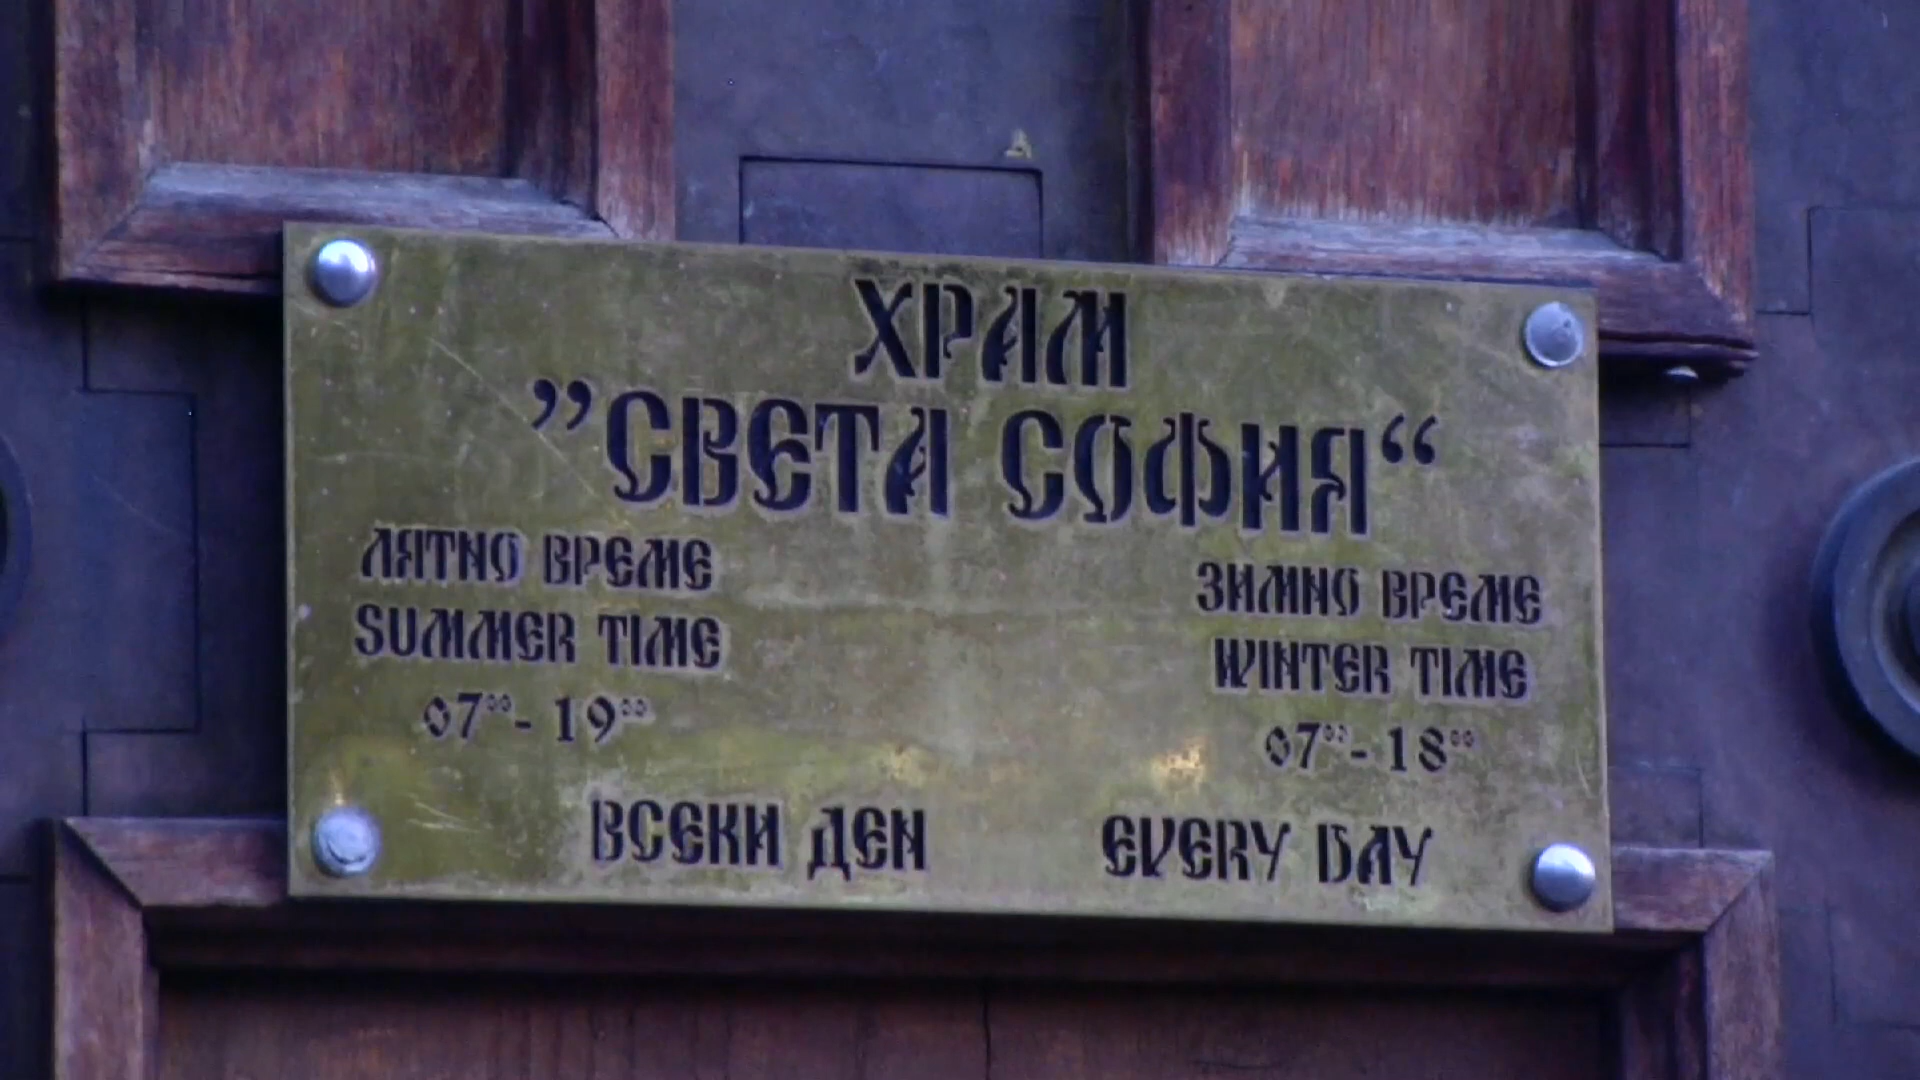 ХРАМ
”СВЕТА СОФИЯ“
ЛЯТНО ВРЕМЕ
SUMMER TIME
07⁰⁰- 19⁰⁰
ЗИМНО ВРЕМЕ
WINTER TIME
07⁰⁰- 18⁰⁰
ВСЕКИ ДЕН
EVERY DAY